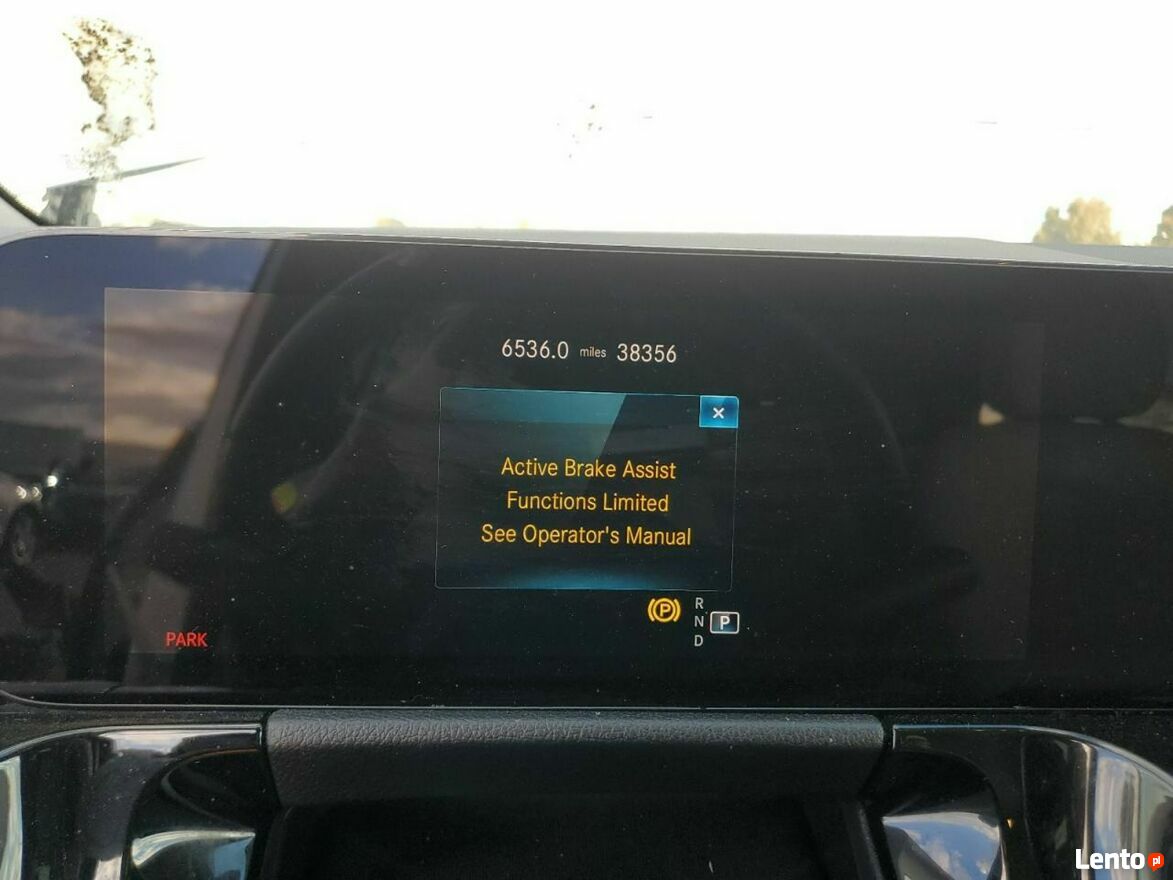 6536.0 miles 38356
×
Active Brake Assist
Functions Limited
See Operator's Manual
(P)
R
N P
D
PARK
Lento pl